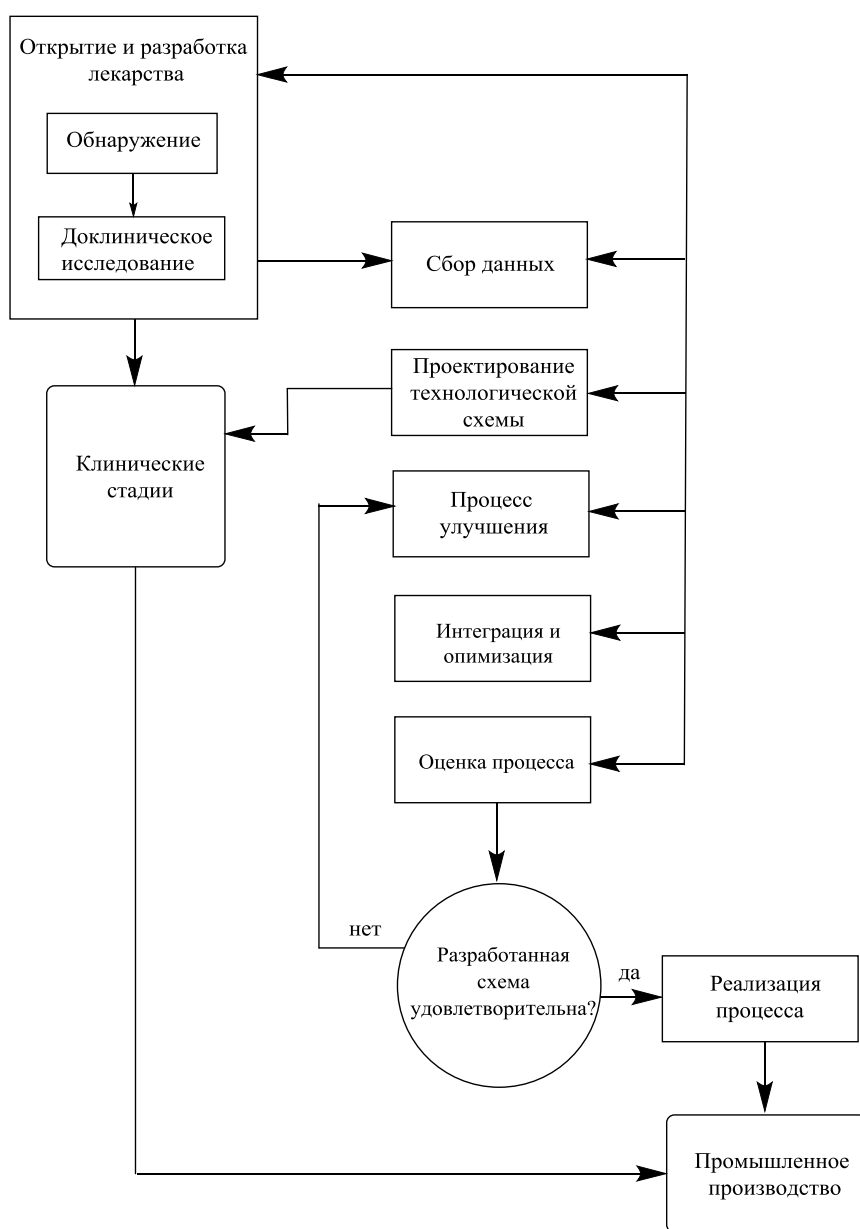 Открытие и разработка
лекарства
Обнаружение
Доклиническое
исследование
Сбор данных
Проектирование
технологической
схемы
Клинические
стадии
Процесс
улучшения
Интеграция и
опимизация
Оценка процесса
нет
Разработанная
схема
удовлетворительна?
да
Реализация
процесса
Промышленное
производство